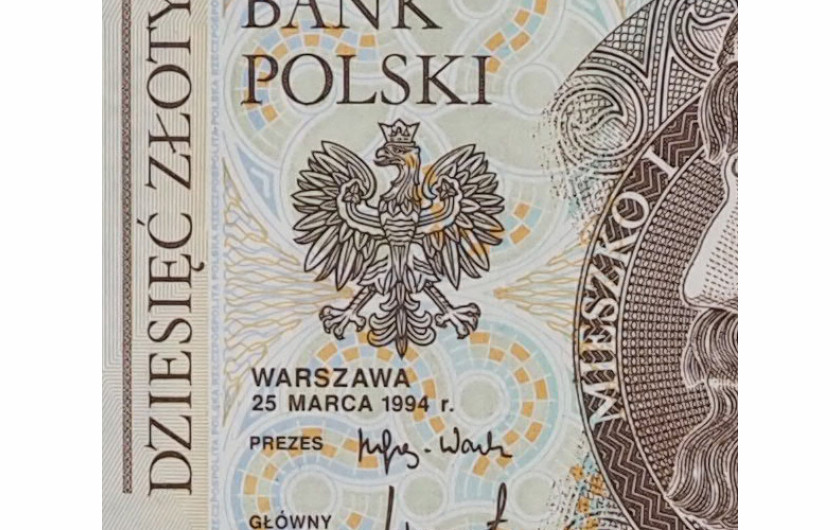 BANK
POLSKI
DZIESIĘĆ ZŁOTY
MIESZKO I
WARSZAWA
25 MARCA 1994 r.
PREZES
GŁÓWNY